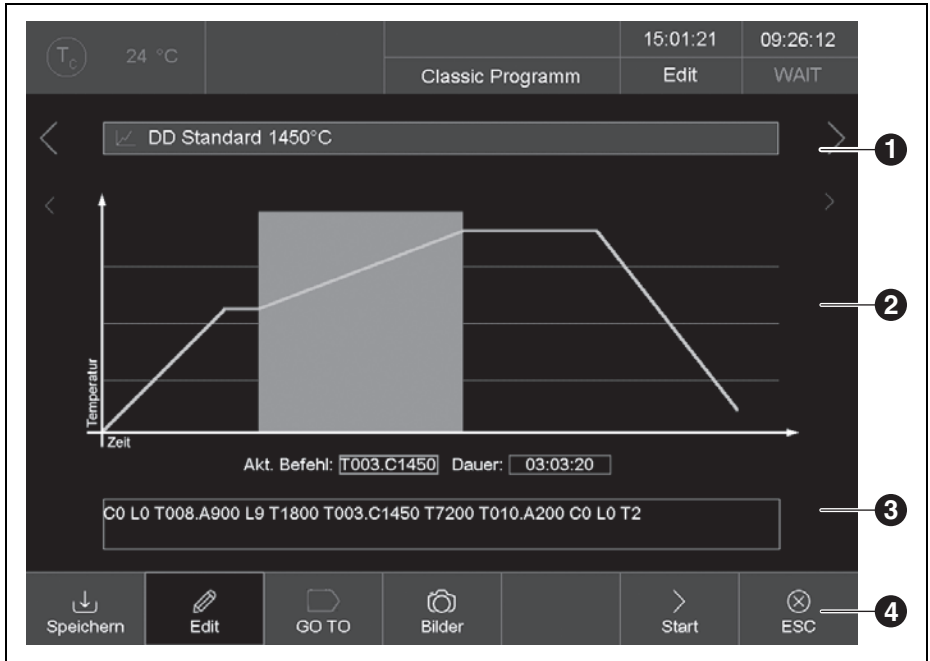 15:01:21 09:26:12
Tc 24 °C
Classic Programm Edit WAIT
DD Standard 1450°C
1
2
Temperatur
Zeit
Akt. Befehl: T003.C1450 Dauer: 03:03:20
C0 L0 T008.A900 L9 T1800 T003.C1450 T7200 T010.A200 C0 L0 T2
3
Speichern Edit GO TO Bilder Start ESC
4